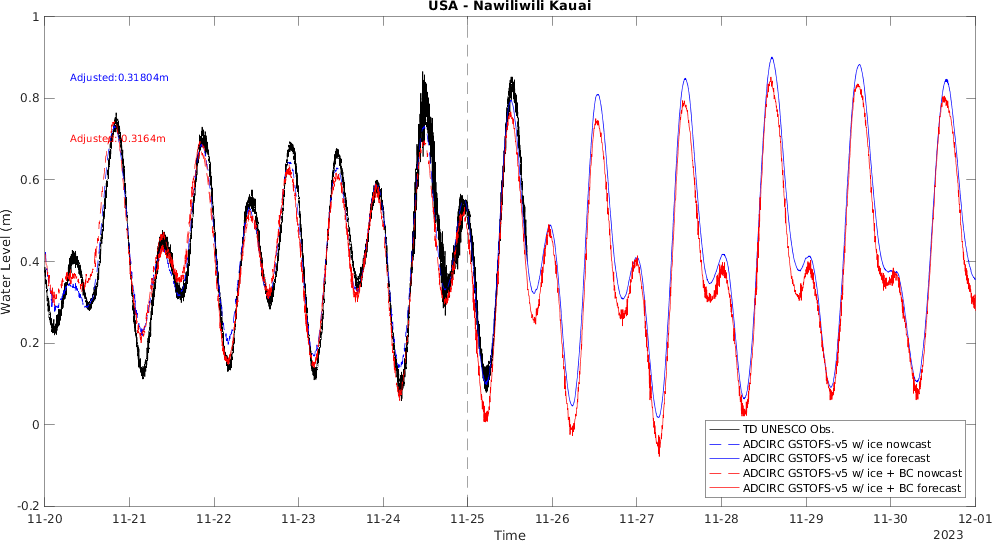 USA - Nawiliwili Kauai
1
0.8
0.6
0.4
0.2
0
-0.2
Water Level (m)
Adjusted:0.31804m
Adjusted:0.3164m
TD UNESCO Obs.
ADCIRC GSTOFS-v5 w/ ice nowcast
ADCIRC GSTOFS-v5 w/ ice forecast
ADCIRC GSTOFS-v5 w/ ice + BC nowcast
ADCIRC GSTOFS-v5 w/ ice + BC forecast
11-20 11-21 11-22 11-23 11-24 11-25 11-26 11-27 11-28 11-29 11-30 12-01
Time
2023